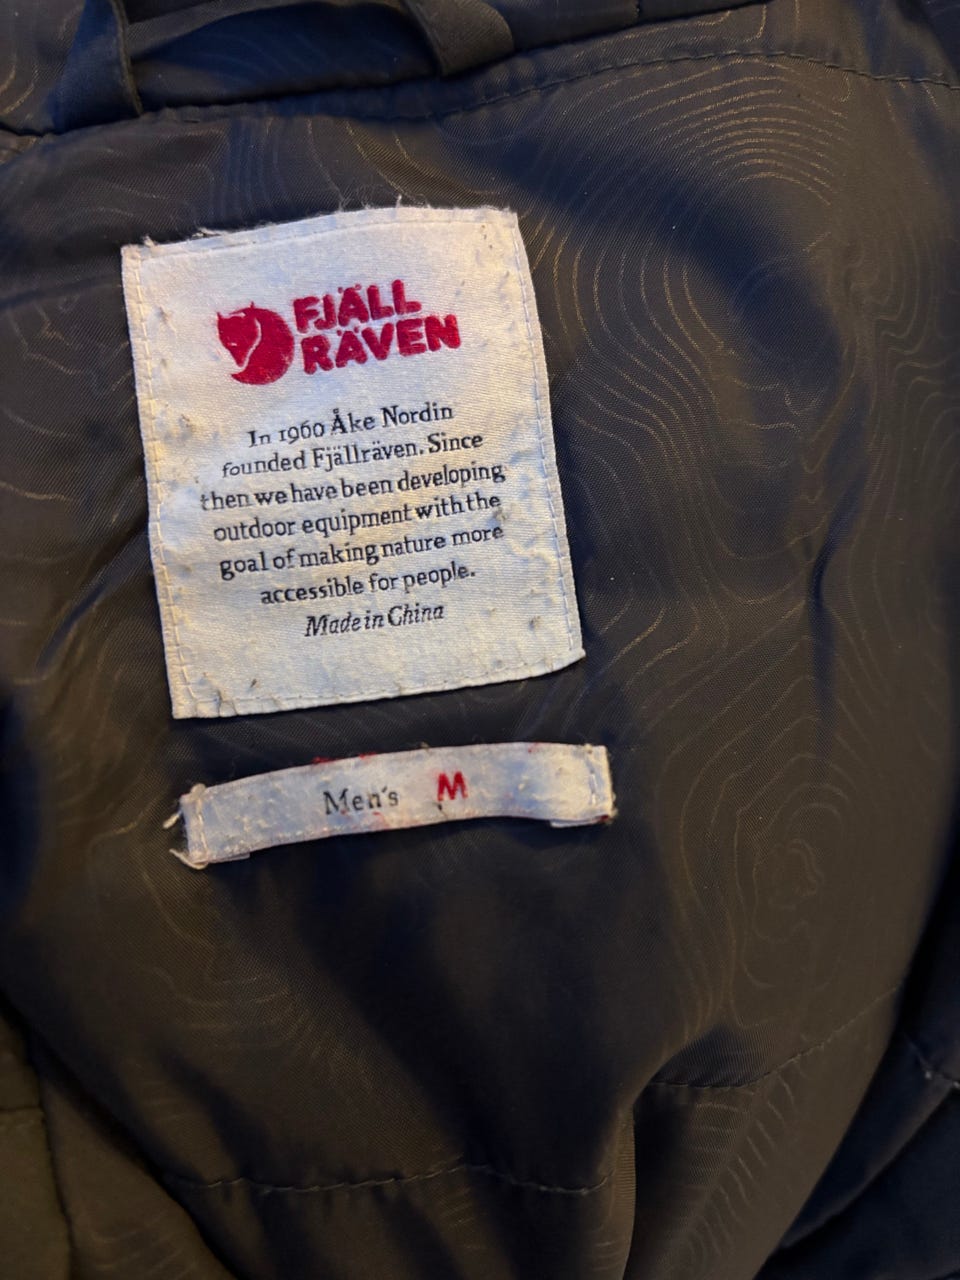 FJÄLL
RÄVEN
In 1960 Åke Nordin
founded Fjällräven. Since
then we have been developing
outdoor equipment with the
goal of making nature more
accessible for people.
Made in China
Men's M